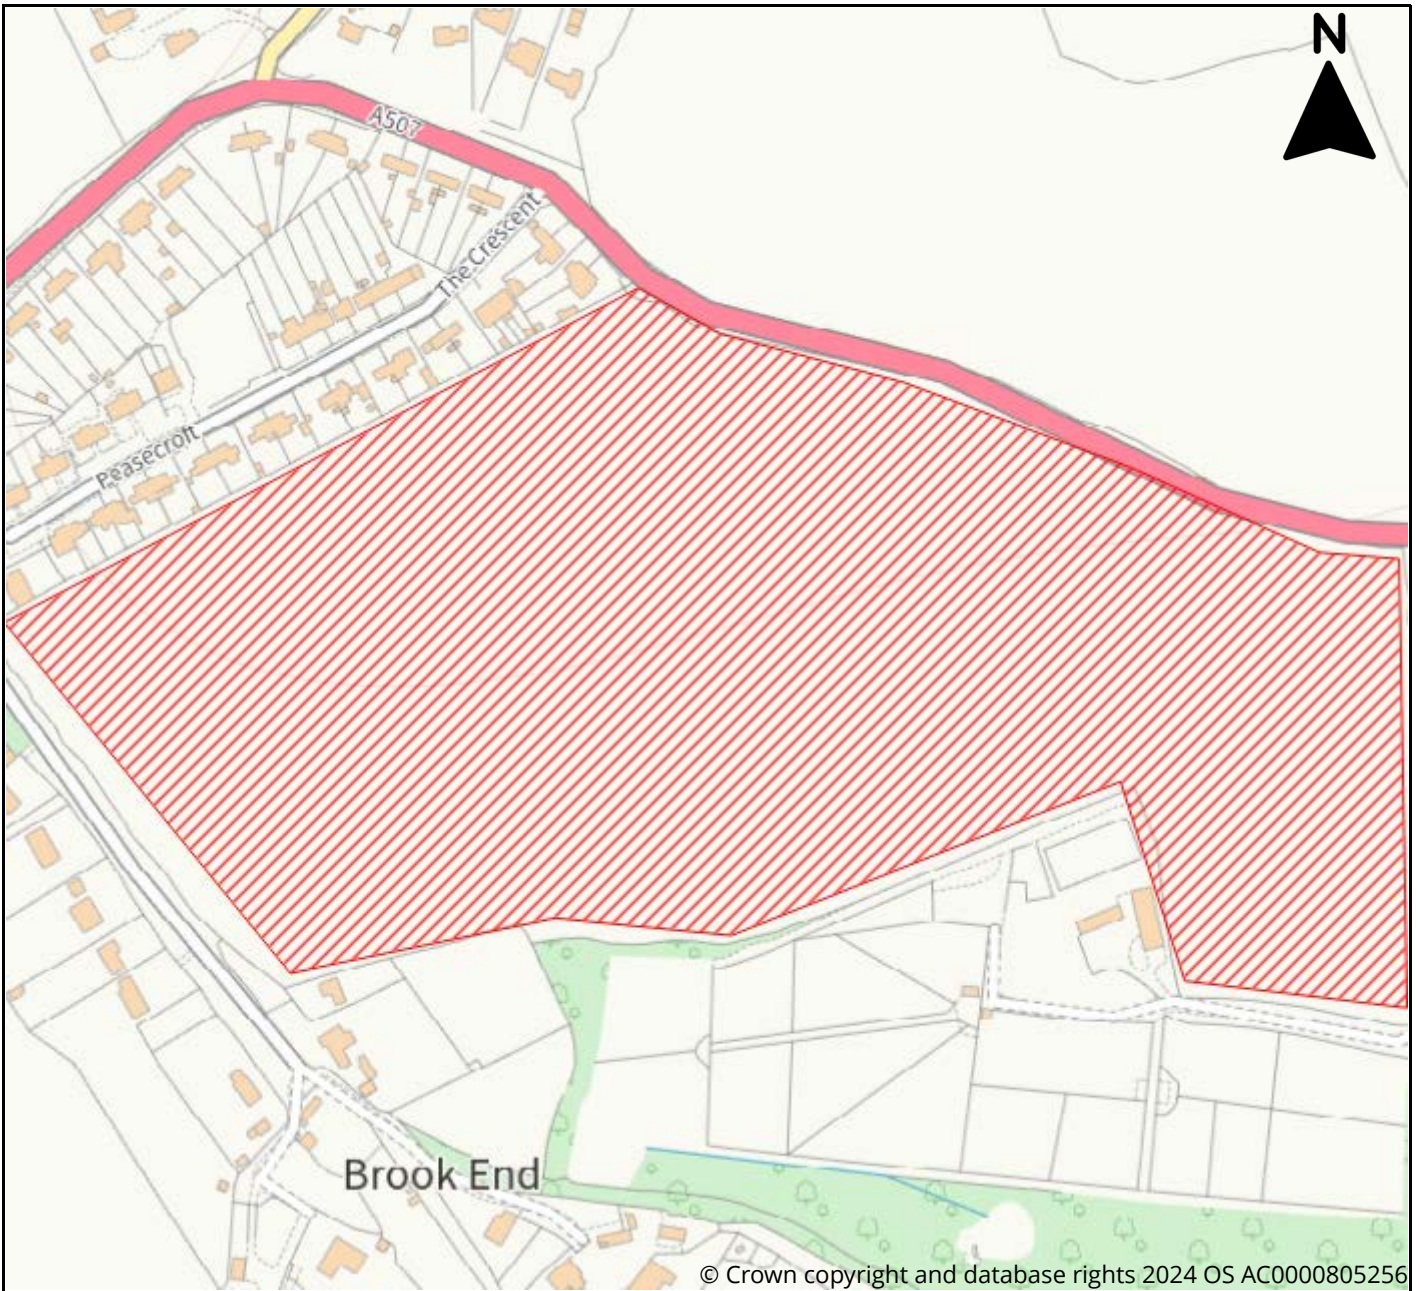 N
A507
The Crescent
Peasecroft
Brook End
© Crown copyright and database rights 2024 OS AC0000805256